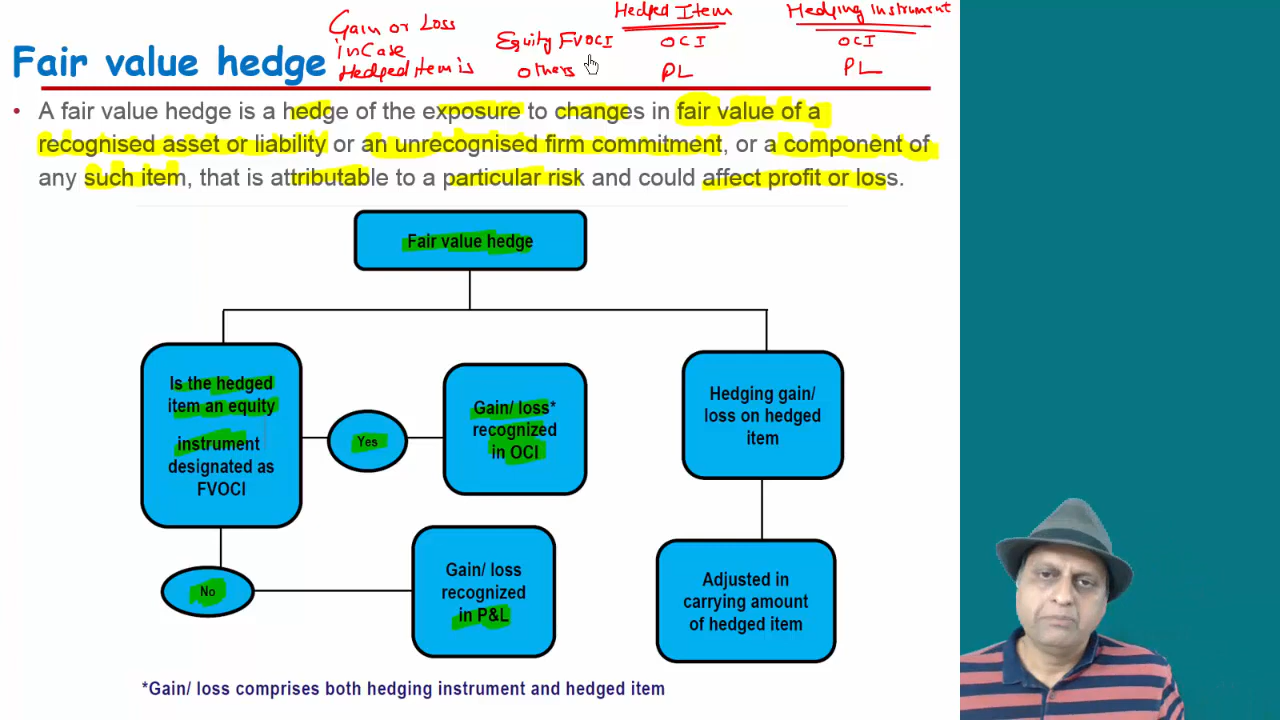 Gain or Loss
inCase
Hedged Item is
Equity FVOCI
others
Hedged Item
OCI
PL
Hedging instrument
OCI
PL
Fair value hedge
• A fair value hedge is a hedge of the exposure to changes in fair value of a
recognised asset or liability or an unrecognised firm commitment, or a component of
any such item, that is attributable to a particular risk and could affect profit or loss.
Fair value hedge
Is the hedged
item an equity
instrument
designated as
FVOCI
Yes
Gain/ loss*
recognized
in OCI
Hedging gain/
loss on hedged
item
No
Gain/ loss
recognized
in P&L
Adjusted in
carrying amount
of hedged item
*Gain/ loss comprises both hedging instrument and hedged item